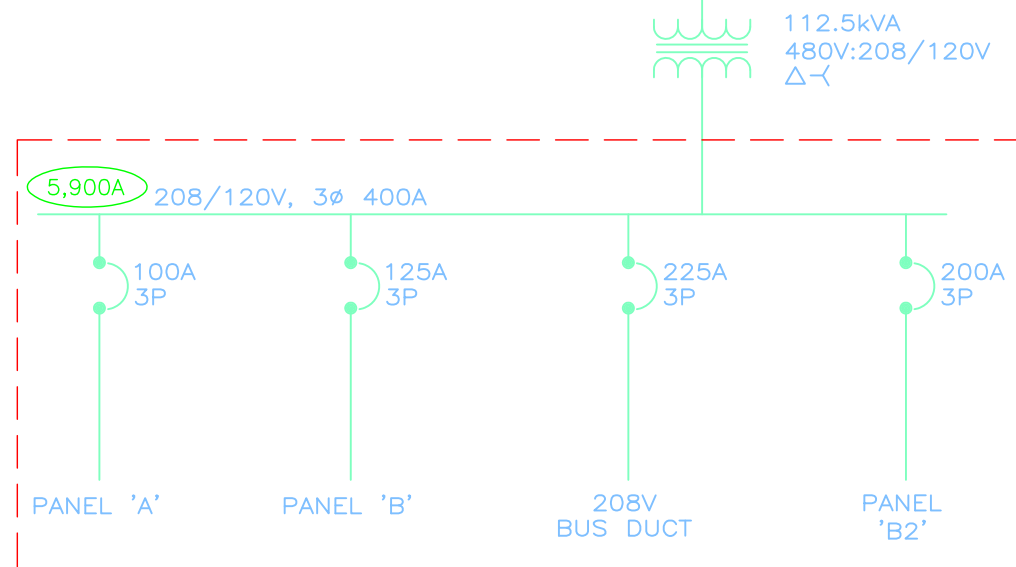 112.5kVA
480V:208/120V
5,900A
208/120V, 3ø 400A
100A
3P
125A
3P
225A
3P
200A
3P
PANEL 'A'
PANEL 'B'
208V
BUS DUCT
PANEL
'B2'